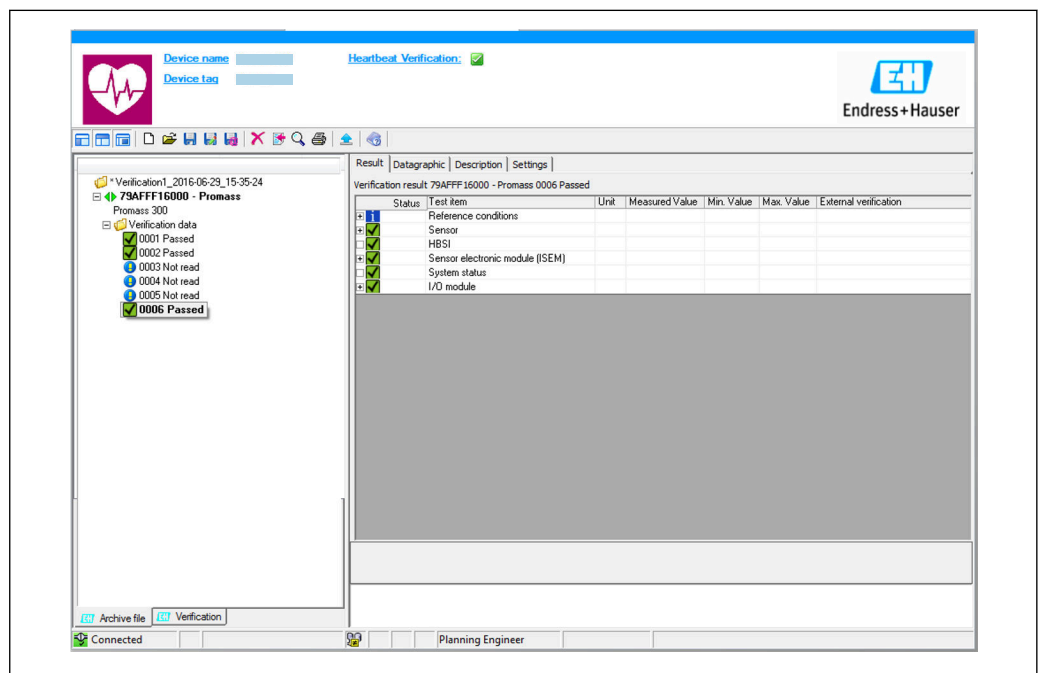 Device name
Heartbeat Verification:
Device tag
EH
Endress+Hauser
Result Datagraphic Description Settings
* Verification1_2016-06-29_15-35-24
79AFFF16000 - Promass
Promass 300
Verification data
0001 Passed
0002 Passed
0003 Not read
0004 Not read
0005 Not read
0006 Passed
Verification result 79AFFF16000 - Promass 0006 Passed
Status Test item Unit Measured Value Min. Value Max. Value External verification
Reference conditions
Sensor
HBSI
Sensor electronic module (ISEM)
System status
I/O module
EH Archive file EH Verification
Connected Planning Engineer